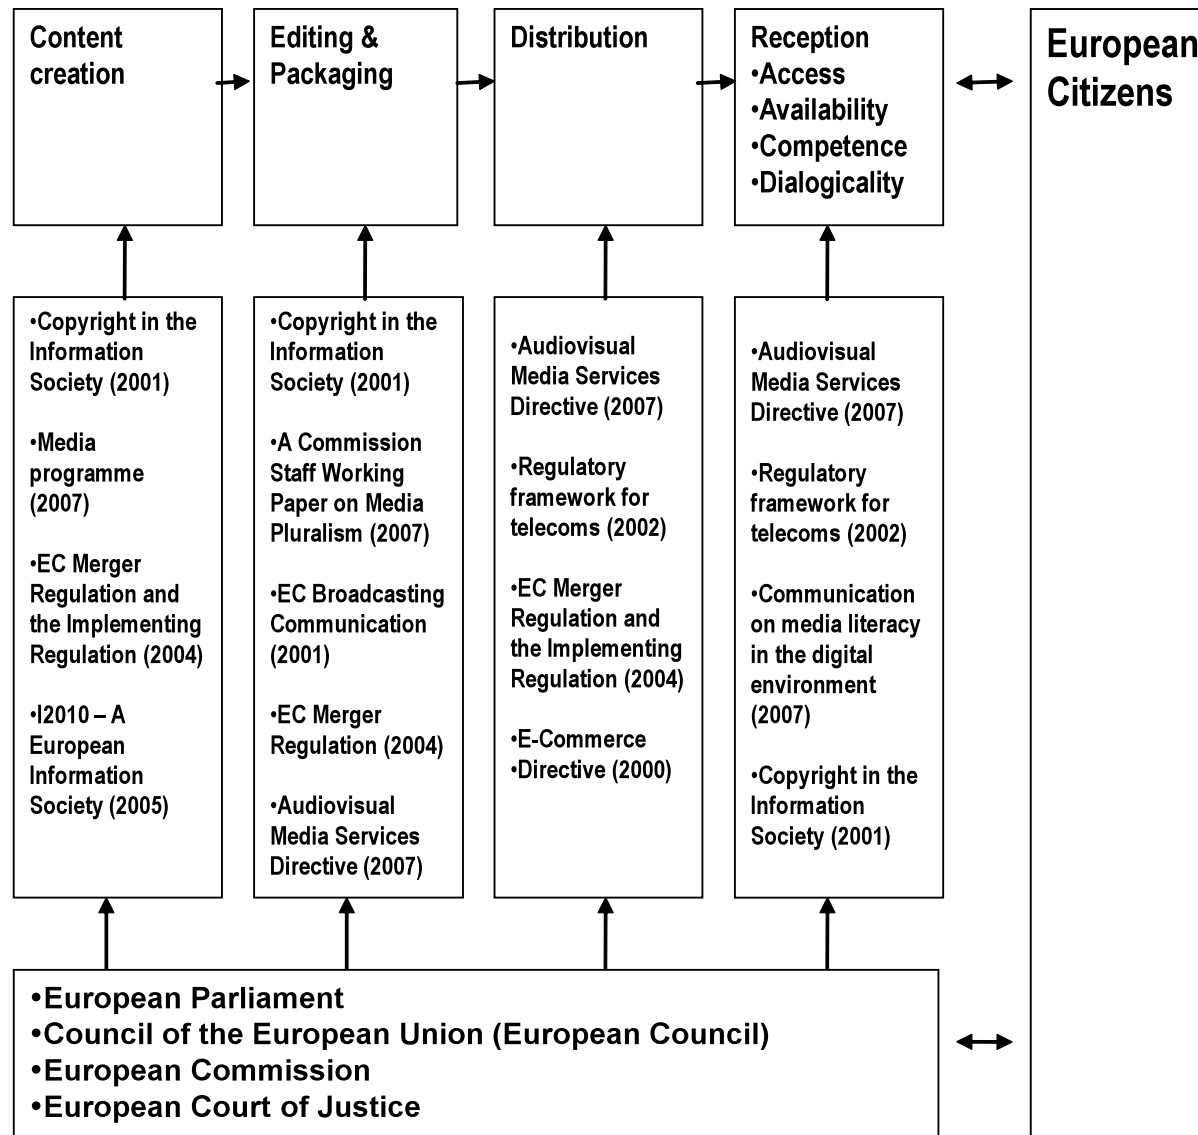 Content
creation
Editing &
Packaging
Distribution
Reception
•Access
•Availability
•Competence
•Dialogicality
European
Citizens
•Copyright in the
Information
Society (2001)
•Media
programme
(2007)
•EC Merger
Regulation and
the Implementing
Regulation (2004)
•I2010 – A
European
Information
Society (2005)
•Copyright in the
Information
Society (2001)
•A Commission
Staff Working
Paper on Media
Pluralism (2007)
•EC Broadcasting
Communication
(2001)
•EC Merger
Regulation (2004)
•Audiovisual
Media Services
Directive (2007)
•Audiovisual
Media Services
Directive (2007)
•Regulatory
framework for
telecoms (2002)
•EC Merger
Regulation and
the Implementing
Regulation (2004)
•E-Commerce
•Directive (2000)
•Audiovisual
Media Services
Directive (2007)
•Regulatory
framework for
telecoms (2002)
•Communication
on media literacy
in the digital
environment
(2007)
•Copyright in the
Information
Society (2001)
•European Parliament
•Council of the European Union (European Council)
•European Commission
•European Court of Justice